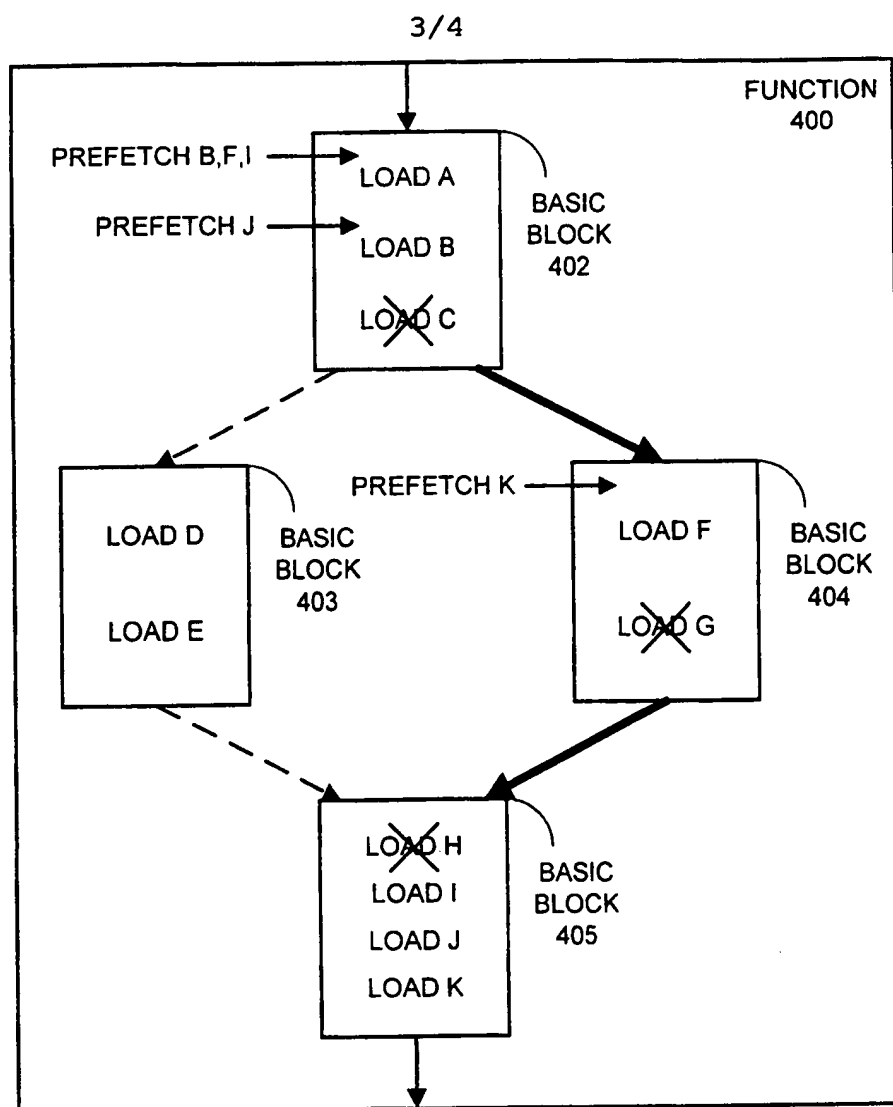 3/4
FUNCTION
400
PREFETCH B,F,I
LOAD A
PREFETCH J
LOAD B
LOAD C
BASIC
BLOCK
402
LOAD D
LOAD E
BASIC
BLOCK
403
PREFETCH K
LOAD F
LOAD G
BASIC
BLOCK
404
LOAD H
LOAD I
LOAD J
LOAD K
BASIC
BLOCK
405